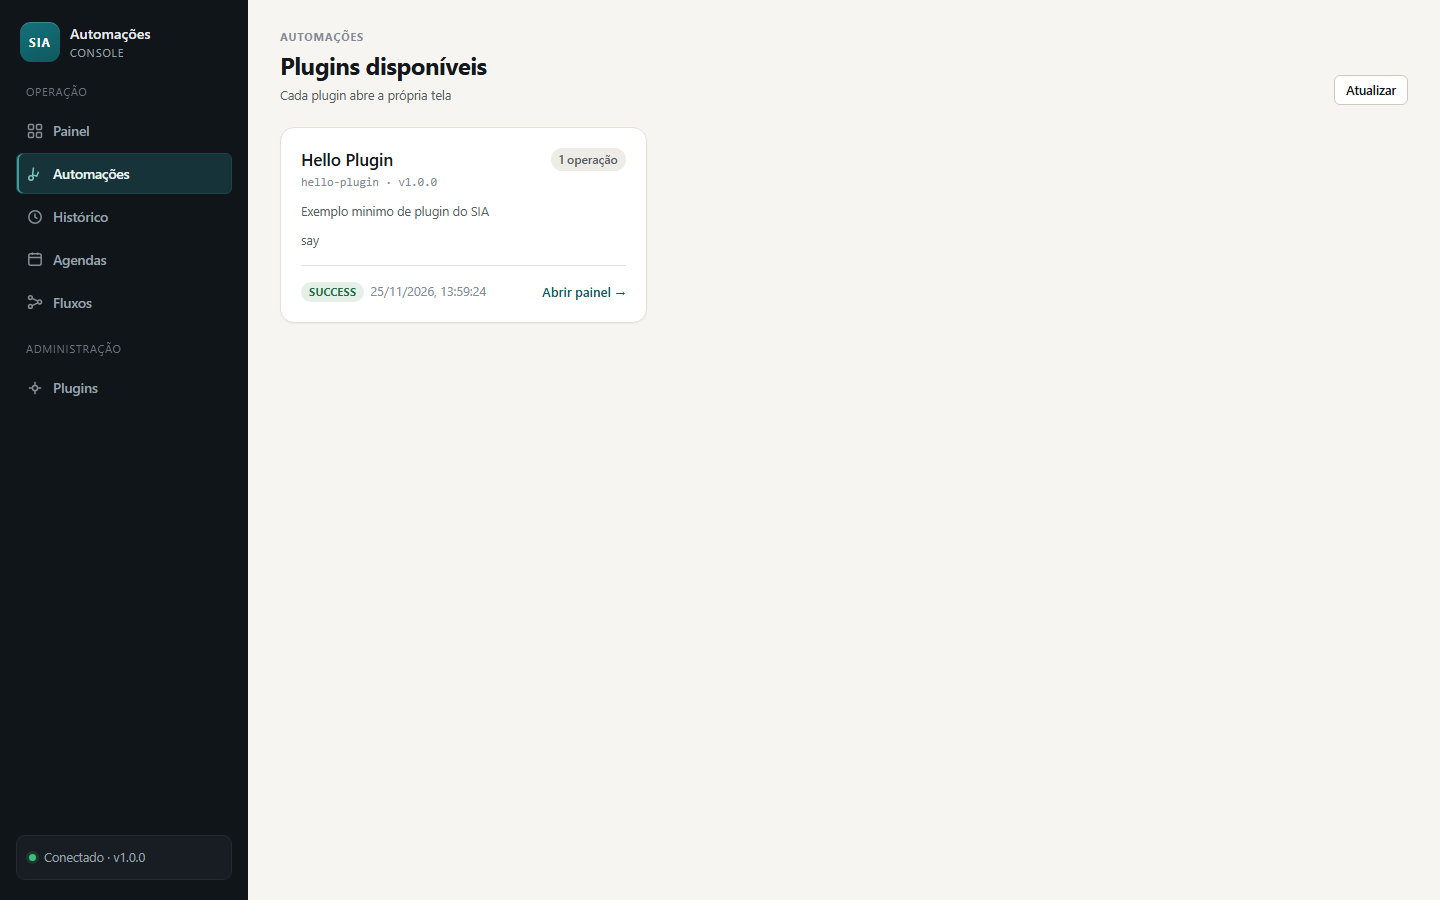 SIA
Automações
CONSOLE
OPERAÇÃO
Painel
Automações
Histórico
Agendas
Fluxos
ADMINISTRAÇÃO
Plugins
Conectado · v1.0.0
AUTOMAÇÕES
Plugins disponíveis
Cada plugin abre a própria tela
Atualizar
Hello Plugin
1 operação
hello-plugin · v1.0.0
Exemplo minimo de plugin do SIA
say
SUCCESS 25/11/2026, 13:59:24
Abrir painel →